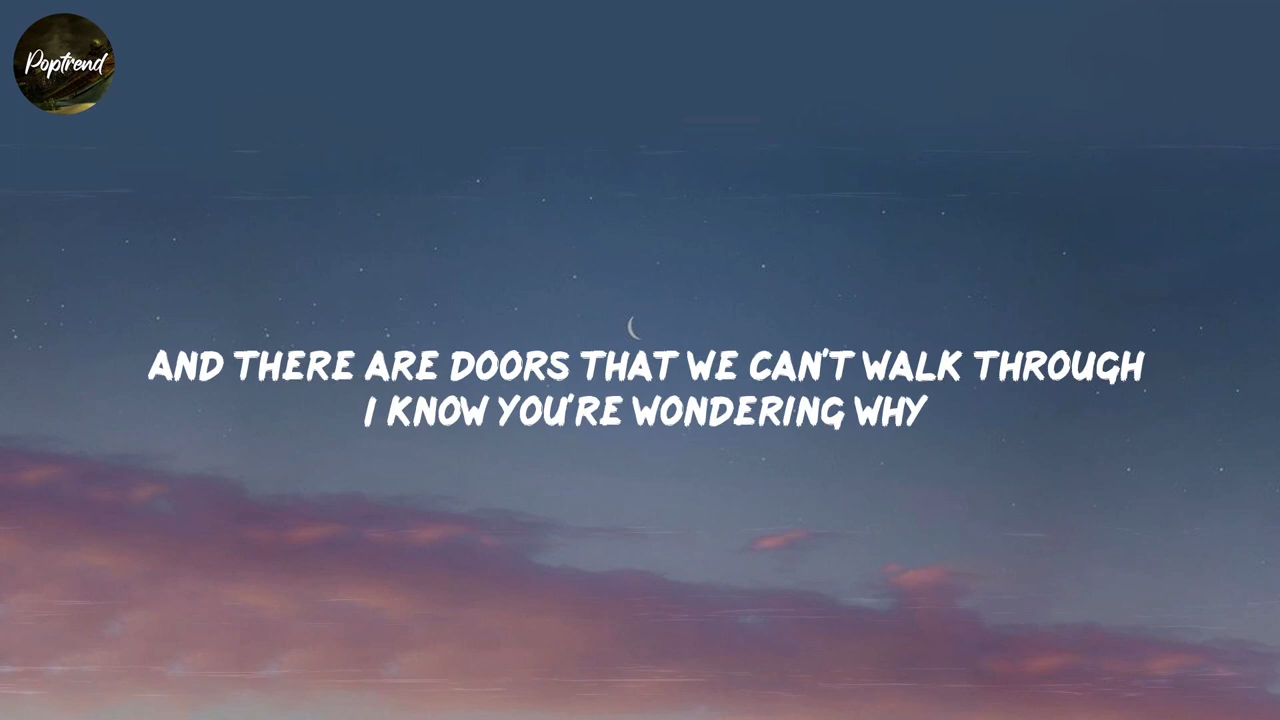 Poptrend
AND THERE ARE DOORS THAT WE CAN'T WALK THROUGH
I KNOW YOU'RE WONDERING WHY